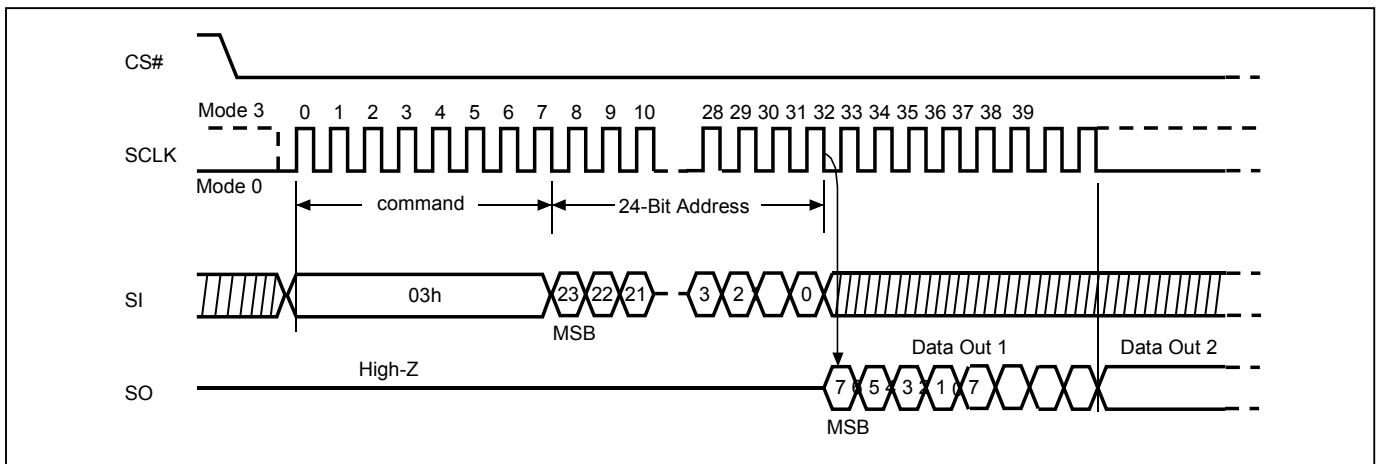 CS#
Mode 3
0 1 2 3 4 5 6 7 8 9 10 28 29 30 31 32 33 34 35 36 37 38 39
SCLK
Mode 0
command
24-Bit Address
SI
03h
23 22 21 3 2 0
MSB
Data Out 1
Data Out 2
High-Z
SO
7 6 5 4 3 2 1 0 7
MSB